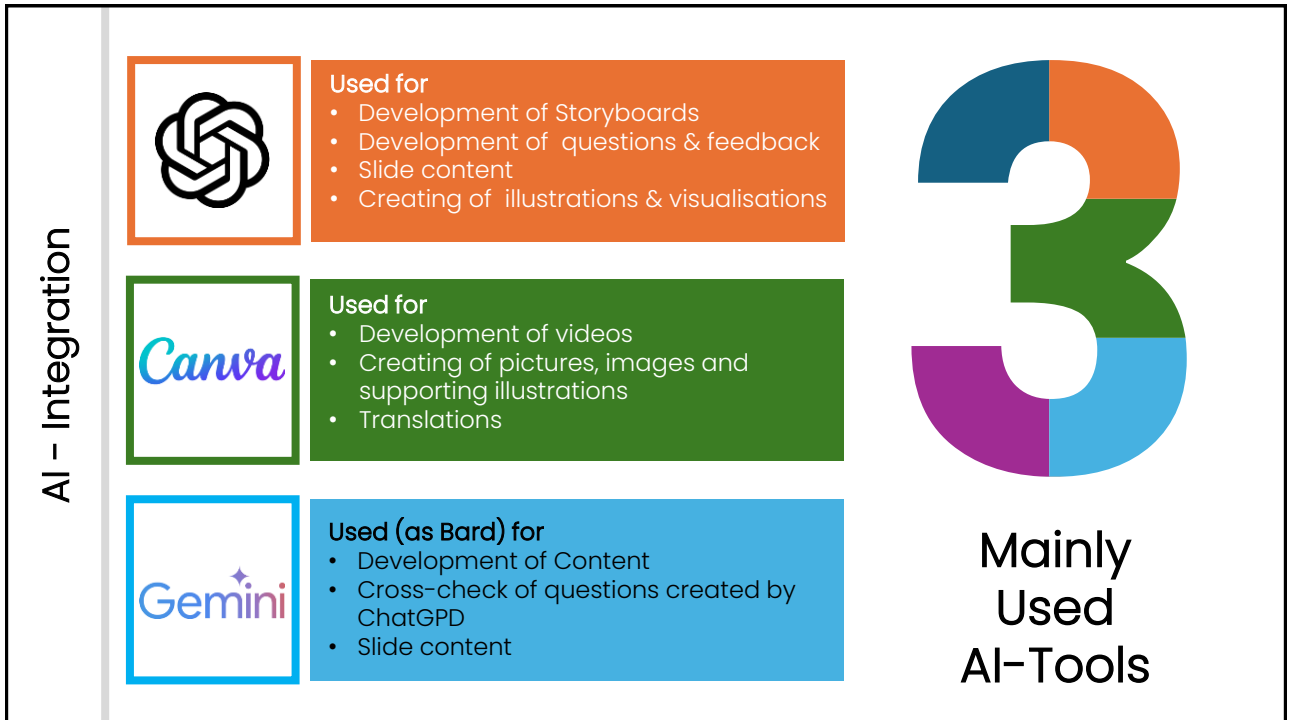 AI - Integration
Used for
• Development of Storyboards
• Development of  questions & feedback
• Slide content
• Creating of  illustrations & visualisations
Canva
Used for
• Development of videos
• Creating of pictures, images and
supporting illustrations
• Translations
Gemini
Used (as Bard) for
• Development of Content
• Cross-check of questions created by
ChatGPD
• Slide content
3
Mainly
Used
AI-Tools